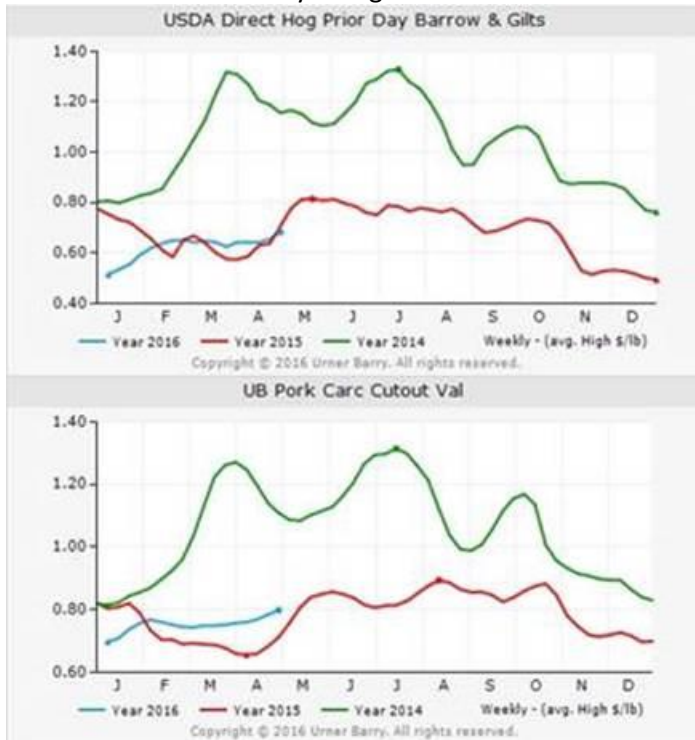 USDA Direct Hog Prior Day Barrow & Gilts
1.40
1.20
1.00
0.80
0.60
0.40
J F M A M J J A S O N D
Year 2016 Year 2015 Year 2014 Weekly - (avg. High $/lb)
Copyright © 2016 Urner Barry. All rights reserved.
UB Pork Carc Cutout Val
1.40
1.20
1.00
0.80
0.60
J F M A M J J A S O N D
Year 2016 Year 2015 Year 2014 Weekly - (avg. High $/lb)
Copyright © 2016 Urner Barry. All rights reserved.